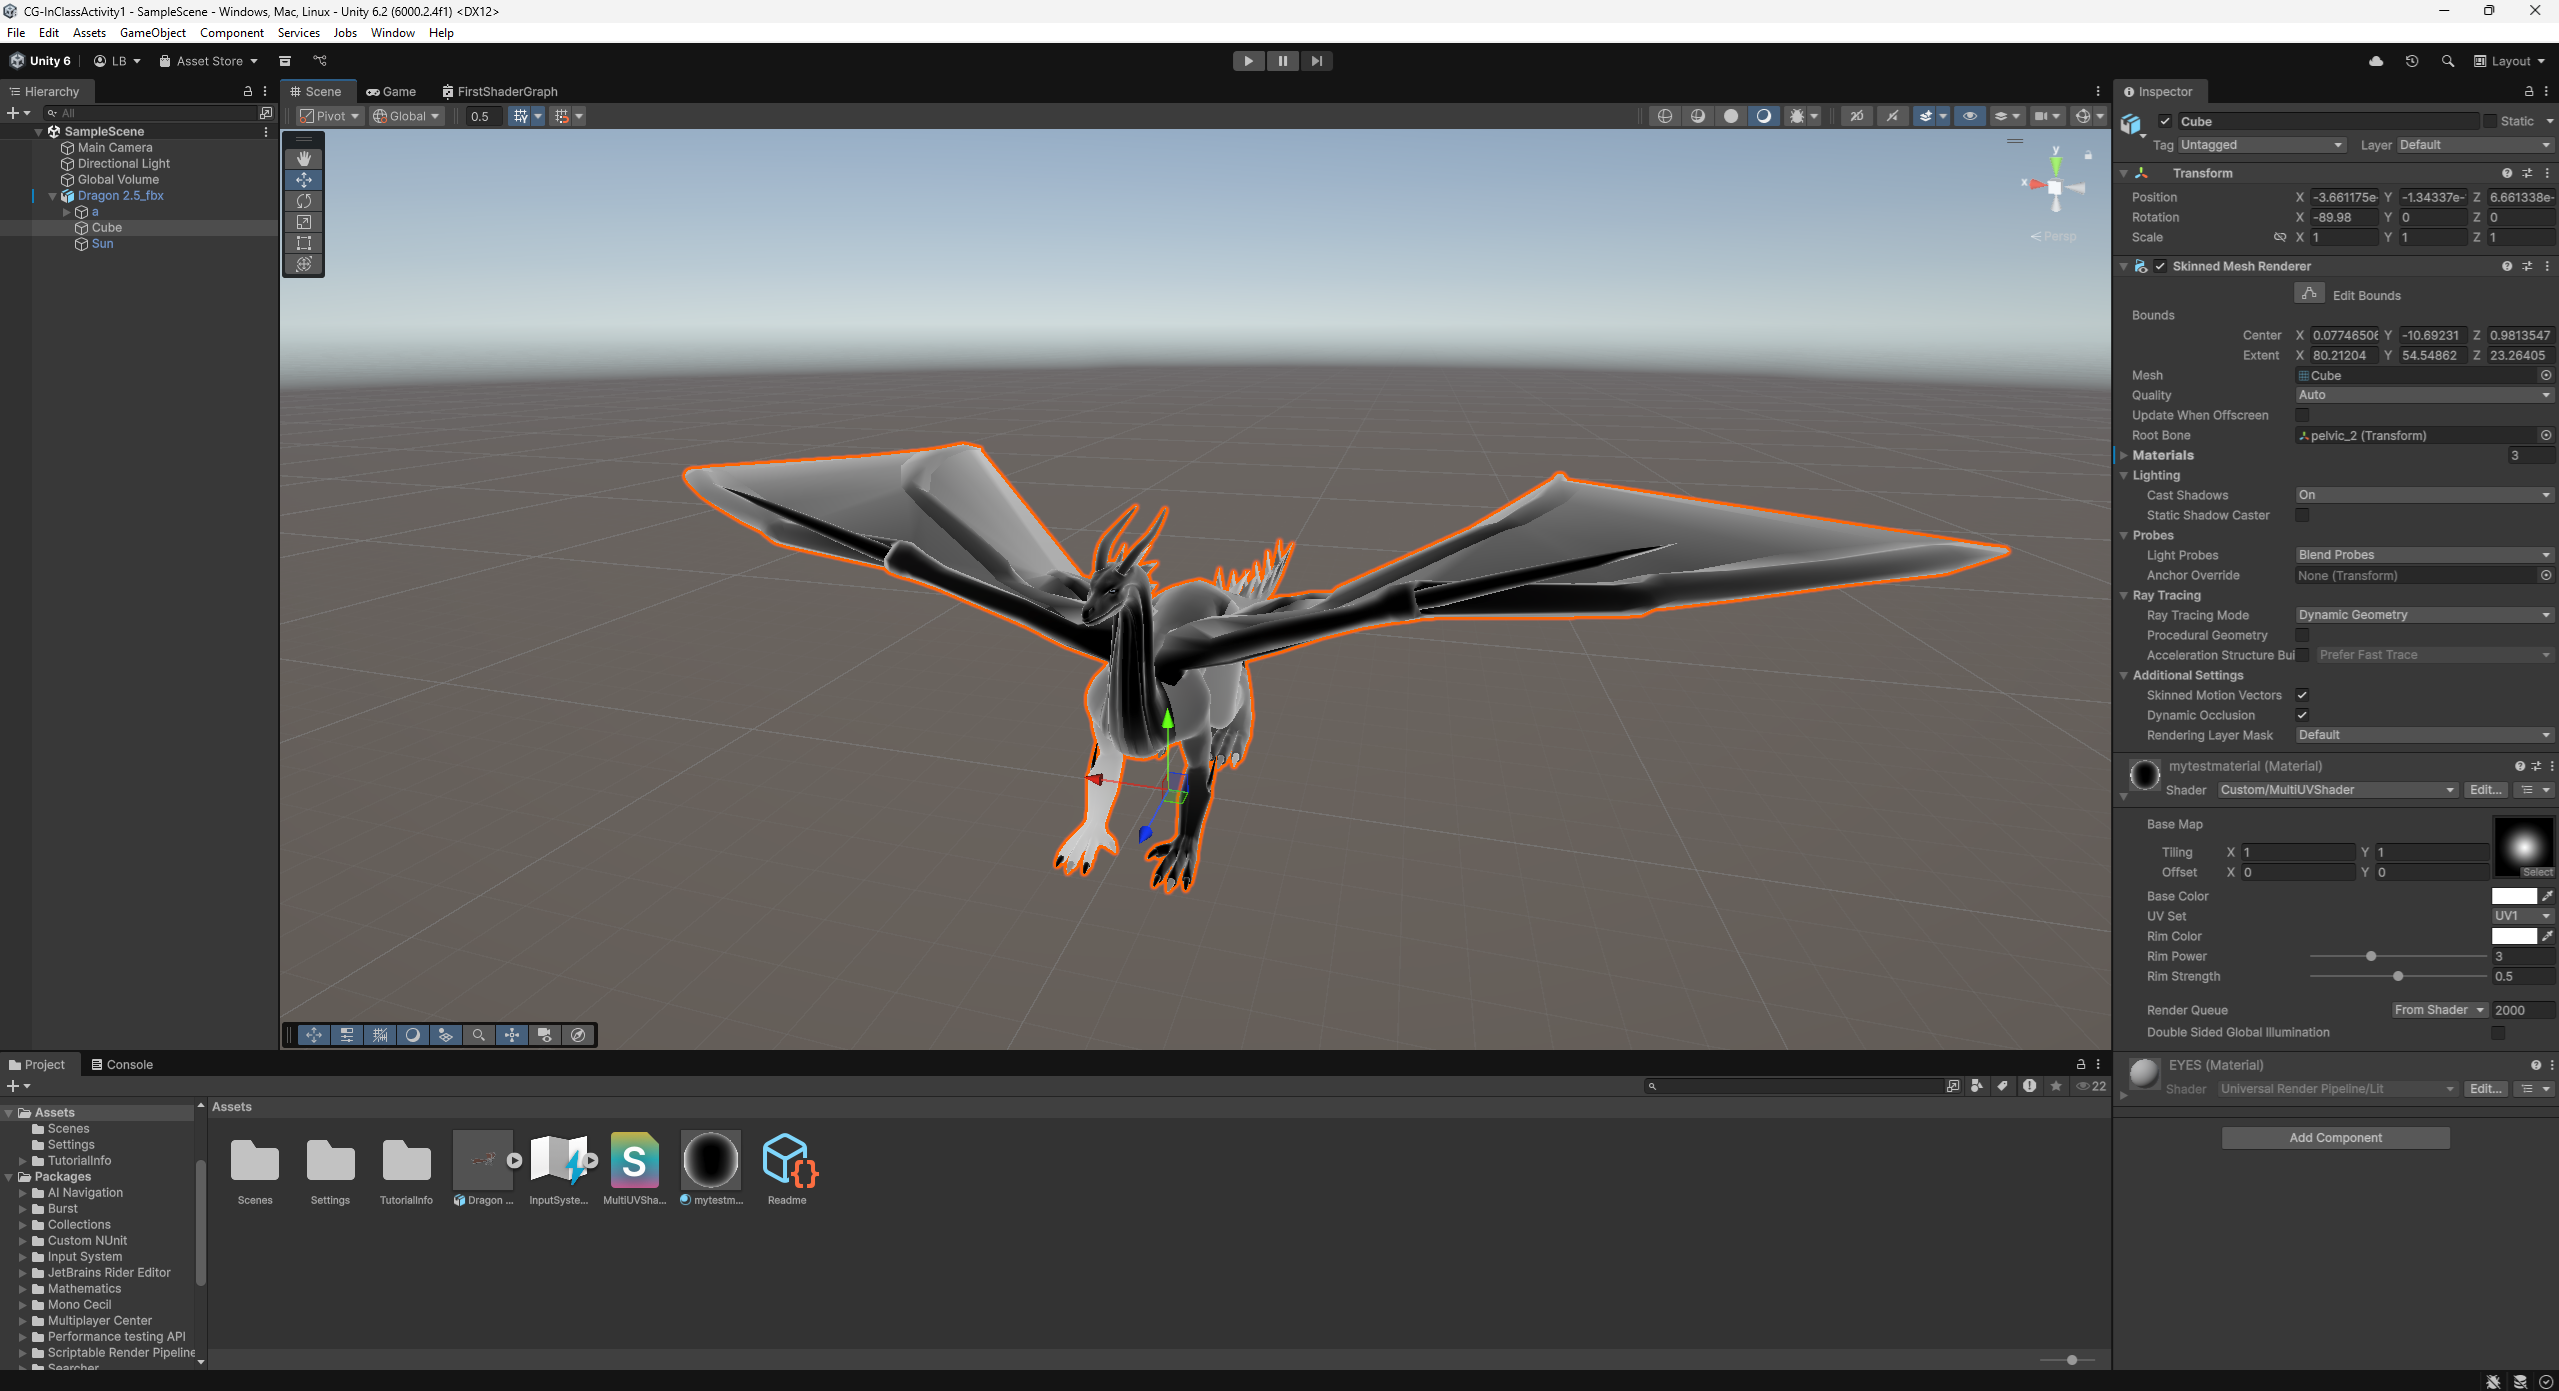 CG-InClassActivity1 - SampleScene - Windows, Mac, Linux - Unity 6.2 (6000.2.4f1) <DX12>
File Edit Assets GameObject Component Services Jobs Window Help
Unity 6 LB Asset Store Layout
Hierarchy
All
SampleScene
Main Camera
Directional Light
Global Volume
Dragon 2.5_fbx
a
Cube
Sun
Scene Game FirstShaderGraph
Pivot Global 0.5 2D
y
x
Persp
Inspector
Cube Static
Tag Untagged Layer Default
Transform
Position X -3.661175e- Y -1.34337e- Z 6.661338e-
Rotation X -89.98 Y 0 Z 0
Scale X 1 Y 1 Z 1
Skinned Mesh Renderer
Edit Bounds
Bounds
Center X 0.07746506 Y -10.69231 Z 0.9813547
Extent X 80.21204 Y 54.54862 Z 23.26405
Mesh Cube
Quality Auto
Update When Offscreen
Root Bone pelvic_2 (Transform)
Materials 3
Lighting
Cast Shadows On
Static Shadow Caster
Probes
Light Probes Blend Probes
Anchor Override None (Transform)
Ray Tracing
Ray Tracing Mode Dynamic Geometry
Procedural Geometry
Acceleration Structure Bui Prefer Fast Trace
Additional Settings
Skinned Motion Vectors
Dynamic Occlusion
Rendering Layer Mask Default
mytestmaterial (Material)
Shader Custom/MultiUVShader Edit...
Base Map
Tiling X 1 Y 1
Offset X 0 Y 0
Select
Base Color
UV Set UV1
Rim Color
Rim Power 3
Rim Strength 0.5
Render Queue From Shader 2000
Double Sided Global Illumination
EYES (Material)
Shader Universal Render Pipeline/Lit Edit...
Add Component
Project Console
22
Assets
Scenes
Settings
TutorialInfo
Packages
AI Navigation
Burst
Collections
Custom NUnit
Input System
JetBrains Rider Editor
Mathematics
Mono Cecil
Multiplayer Center
Performance testing API
Scriptable Render Pipeline
Searcher
Assets
S
Scenes Settings TutorialInfo Dragon ... InputSyste... MultiUVSha... mytestm... Readme